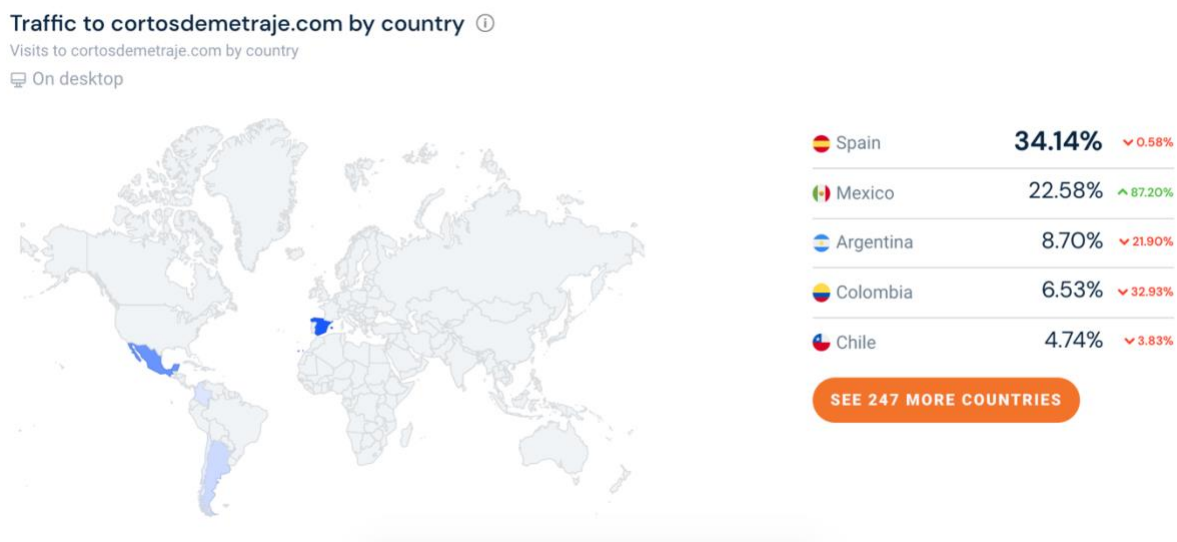 Traffic to cortosdemetraje.com by country
Visits to cortosdemetraje.com by country
On desktop
Spain 34.14% 0.58%
Mexico 22.58% 87.20%
Argentina 8.70% 21.90%
Colombia 6.53% 32.93%
Chile 4.74% 3.83%
SEE 247 MORE COUNTRIES